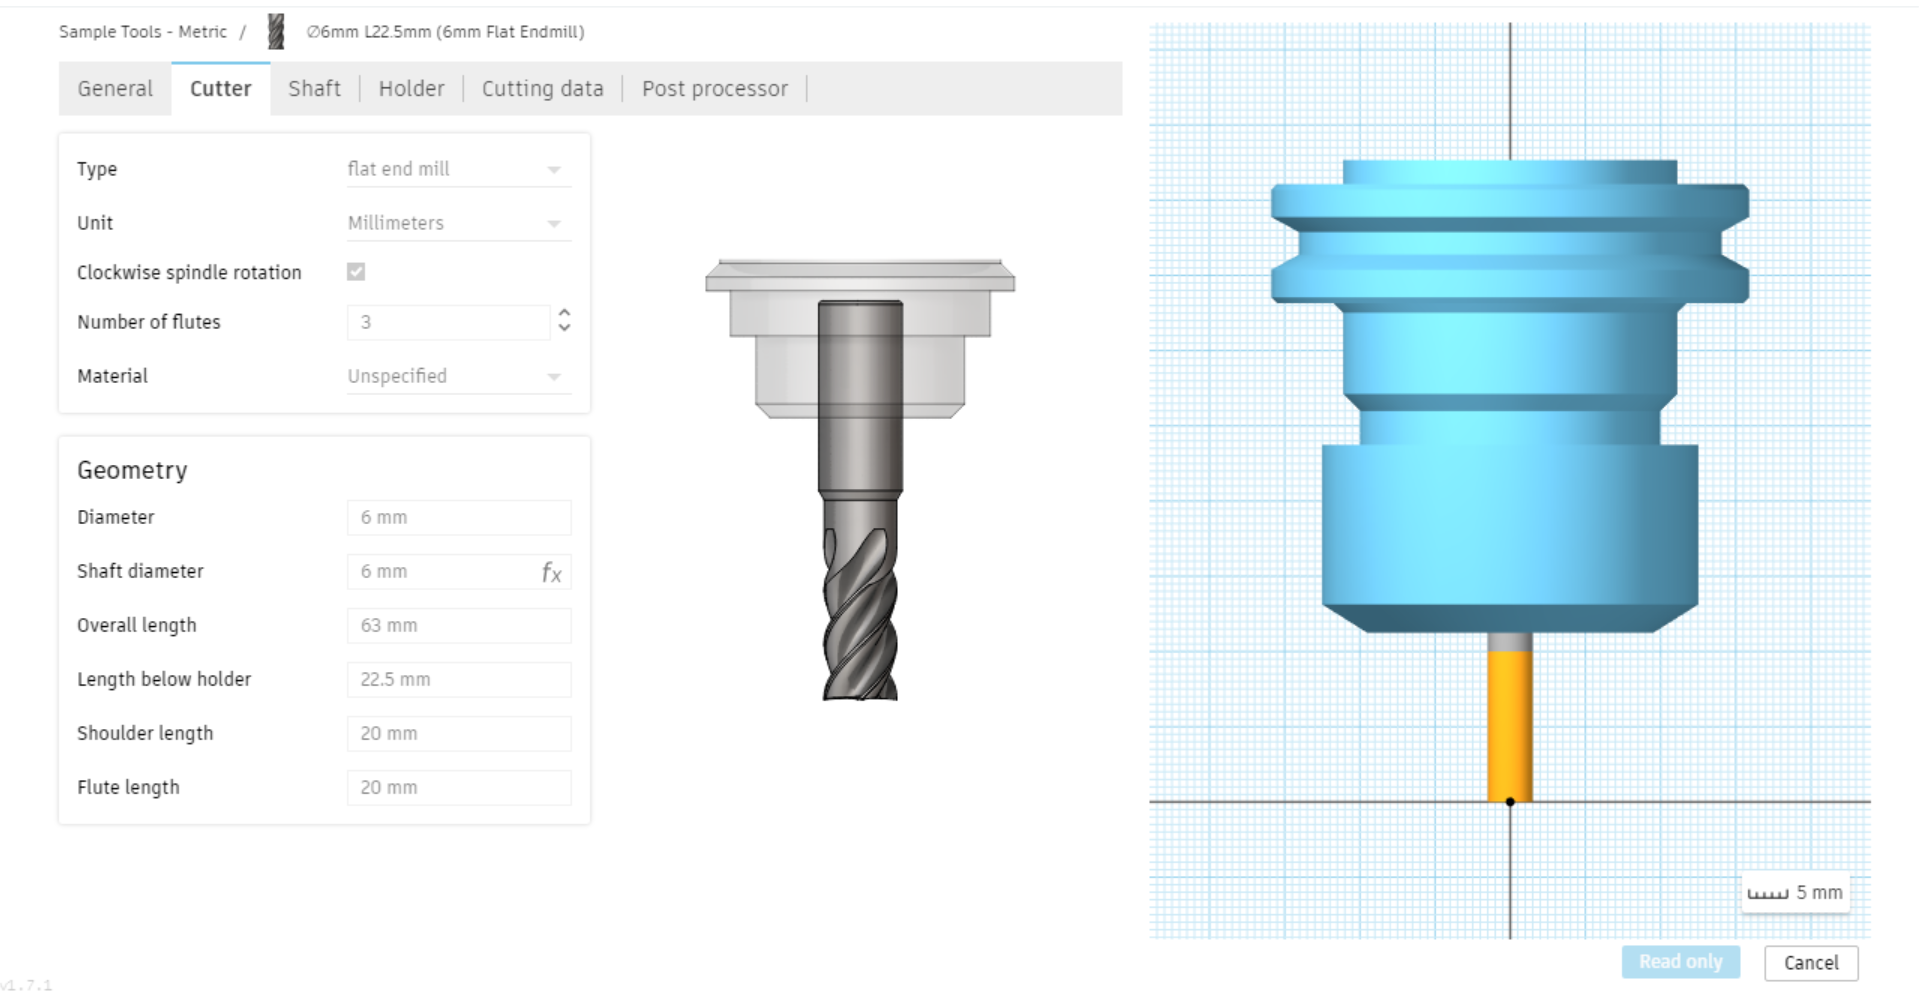 Sample Tools - Metric / Ø6mm L22.5mm (6mm Flat Endmill)
General Cutter Shaft Holder Cutting data Post processor
Type flat end mill
Unit Millimeters
Clockwise spindle rotation
Number of flutes 3
Material Unspecified
Geometry
Diameter 6 mm
Shaft diameter 6 mm fx
Overall length 63 mm
Length below holder 22.5 mm
Shoulder length 20 mm
Flute length 20 mm
5 mm
Read only Cancel
v1.7.1